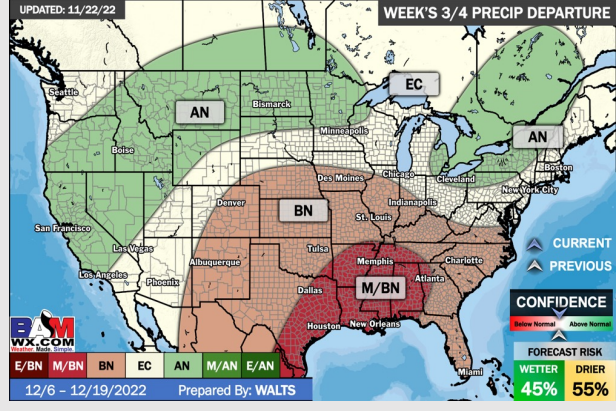 UPDATED: 11/22/22
WEEK'S 3/4 PRECIP DEPARTURE
Seattle
EC
AN
Bismarck
Minneapolis
AN
Boise
Boston
Des Moines
Chicago
Cleveland
New York City
Denver
BN
Indianapolis
St. Louis
San Francisco
Las Vegas
Tulsa
CURRENT
Albuquerque
Memphis
Charlotte
PREVIOUS
Los Angeles
Phoenix
Dallas
M/BN
Atlanta
CONFIDENCE
Houston
New Orleans
Below Normal
Above Normal
BAM
WX.COM
Weather. Made. Simple.
FORECAST RISK
E/BN M/BN BN EC AN M/AN E/AN
Miami
WETTER DRIER
12/6 – 12/19/2022 Prepared By: WALTS
45% 55%